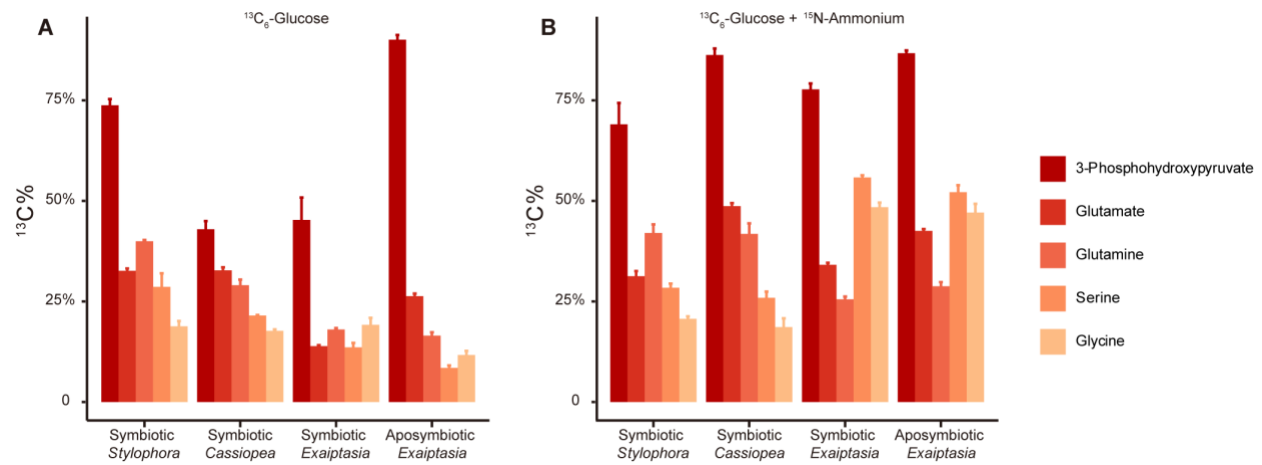 A
¹³C₆-Glucose
¹³C%
75%
50%
25%
0
Symbiotic
Stylophora
Symbiotic
Cassiopea
Symbiotic
Exaiptasia
Aposymbiotic
Exaiptasia
B
¹³C₆-Glucose + ¹⁵N-Ammonium
¹³C%
75%
50%
25%
0
Symbiotic
Stylophora
Symbiotic
Cassiopea
Symbiotic
Exaiptasia
Aposymbiotic
Exaiptasia
3-Phosphohydroxypyruvate
Glutamate
Glutamine
Serine
Glycine